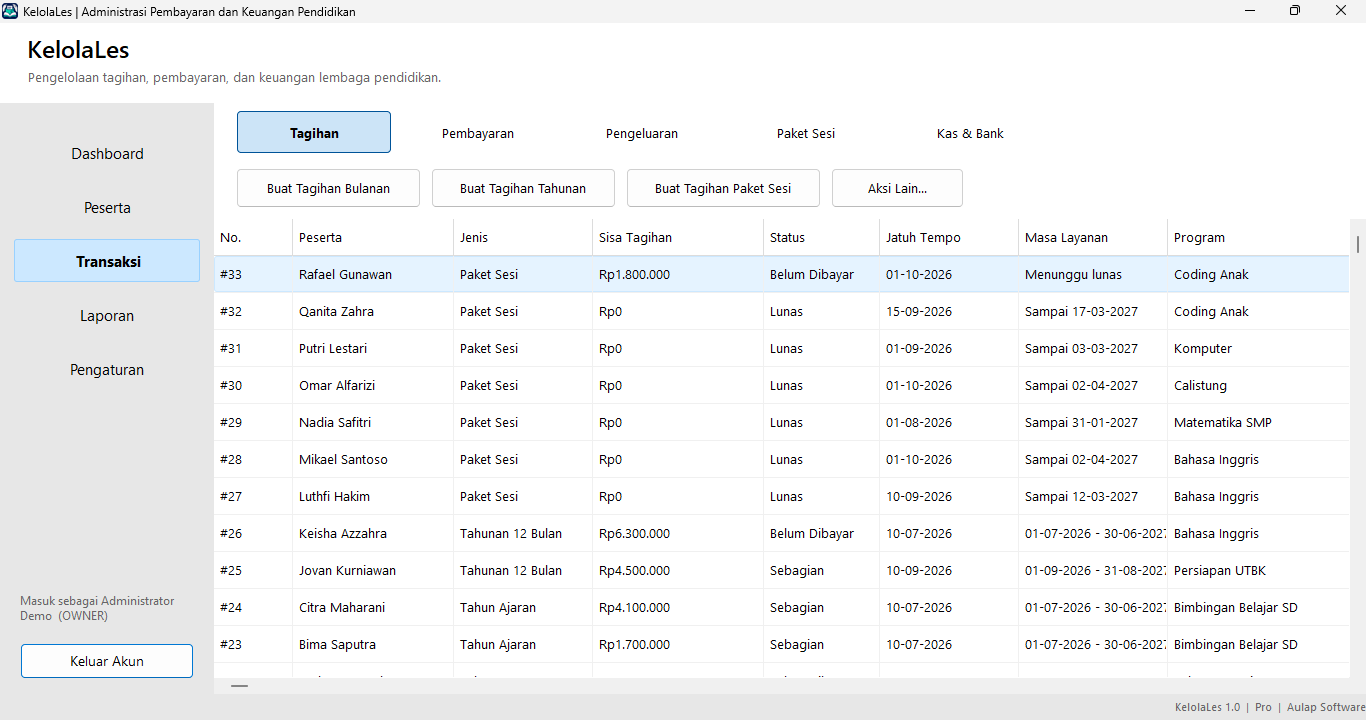 KelolaLes | Administrasi Pembayaran dan Keuangan Pendidikan
KelolaLes
Pengelolaan tagihan, pembayaran, dan keuangan lembaga pendidikan.
Dashboard
Peserta
Transaksi
Laporan
Pengaturan
Masuk sebagai Administrator
Demo (OWNER)
Keluar Akun
Tagihan Pembayaran Pengeluaran Paket Sesi Kas & Bank
Buat Tagihan Bulanan Buat Tagihan Tahunan Buat Tagihan Paket Sesi Aksi Lain...
No. Peserta Jenis Sisa Tagihan Status Jatuh Tempo Masa Layanan Program
#33 Rafael Gunawan Paket Sesi Rp1.800.000 Belum Dibayar 01-10-2026 Menunggu lunas Coding Anak
#32 Qanita Zahra Paket Sesi Rp0 Lunas 15-09-2026 Sampai 17-03-2027 Coding Anak
#31 Putri Lestari Paket Sesi Rp0 Lunas 01-09-2026 Sampai 03-03-2027 Komputer
#30 Omar Alfarizi Paket Sesi Rp0 Lunas 01-10-2026 Sampai 02-04-2027 Calistung
#29 Nadia Safitri Paket Sesi Rp0 Lunas 01-08-2026 Sampai 31-01-2027 Matematika SMP
#28 Mikael Santoso Paket Sesi Rp0 Lunas 01-10-2026 Sampai 02-04-2027 Bahasa Inggris
#27 Luthfi Hakim Paket Sesi Rp0 Lunas 10-09-2026 Sampai 12-03-2027 Bahasa Inggris
#26 Keisha Azzahra Tahunan 12 Bulan Rp6.300.000 Belum Dibayar 10-07-2026 01-07-2026 - 30-06-2027 Bahasa Inggris
#25 Jovan Kurniawan Tahunan 12 Bulan Rp4.500.000 Sebagian 10-09-2026 01-09-2026 - 31-08-2027 Persiapan UTBK
#24 Citra Maharani Tahun Ajaran Rp4.100.000 Sebagian 10-07-2026 01-07-2026 - 30-06-2027 Bimbingan Belajar SD
#23 Bima Saputra Tahun Ajaran Rp1.700.000 Sebagian 10-07-2026 01-07-2026 - 30-06-2027 Bimbingan Belajar SD
KelolaLes 1.0 | Pro | Aulap Software